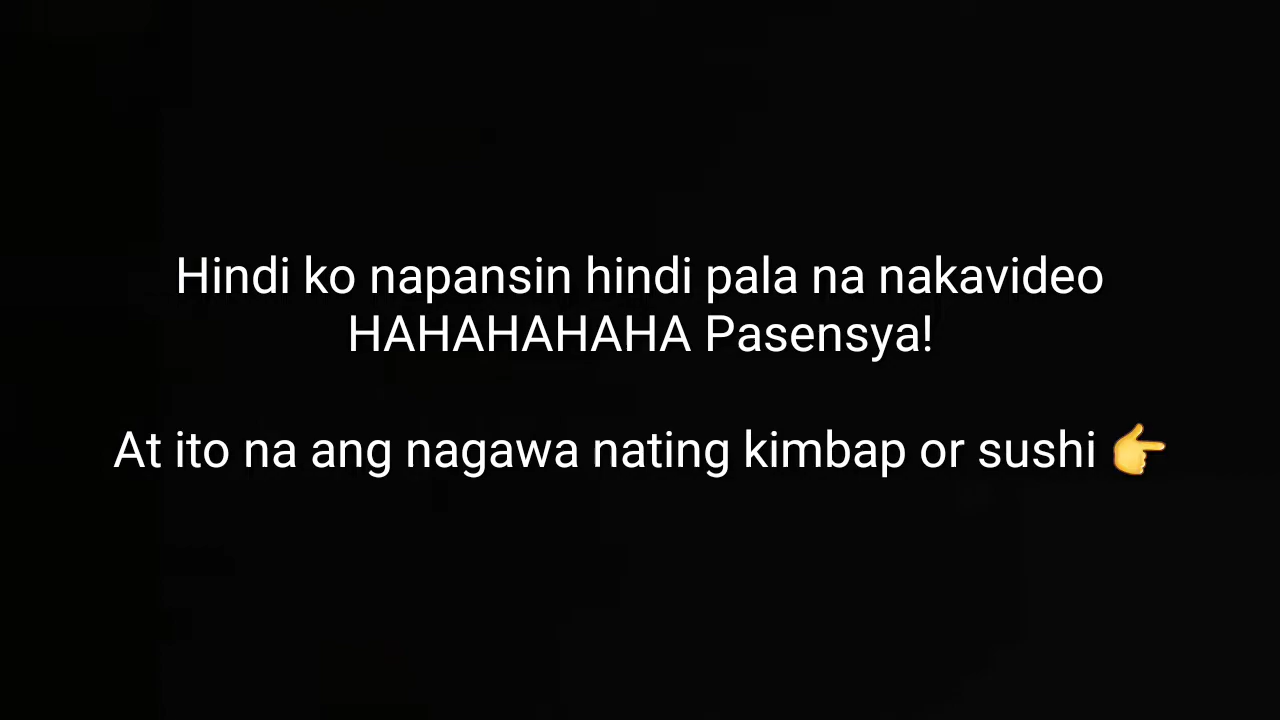 Hindi ko napansin hindi pala na nakavideo
HAHAHAHAHA Pasensya!
At ito na ang nagawa nating kimbap or sushi 👉